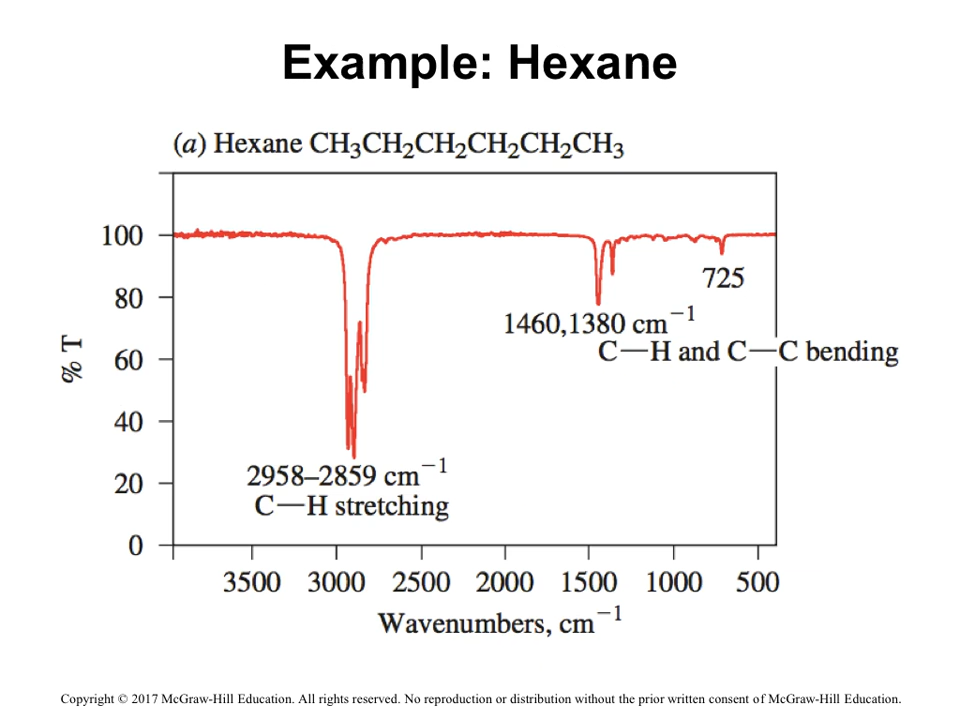 Example: Hexane
(a) Hexane CH₃CH₂CH₂CH₂CH₂CH₃
100
80
60
40
20
0
% T
725
1460,1380 cm⁻¹
C—H and C—C bending
2958–2859 cm⁻¹
C—H stretching
3500 3000 2500 2000 1500 1000 500
Wavenumbers, cm⁻¹
Copyright © 2017 McGraw-Hill Education. All rights reserved. No reproduction or distribution without the prior written consent of McGraw-Hill Education.